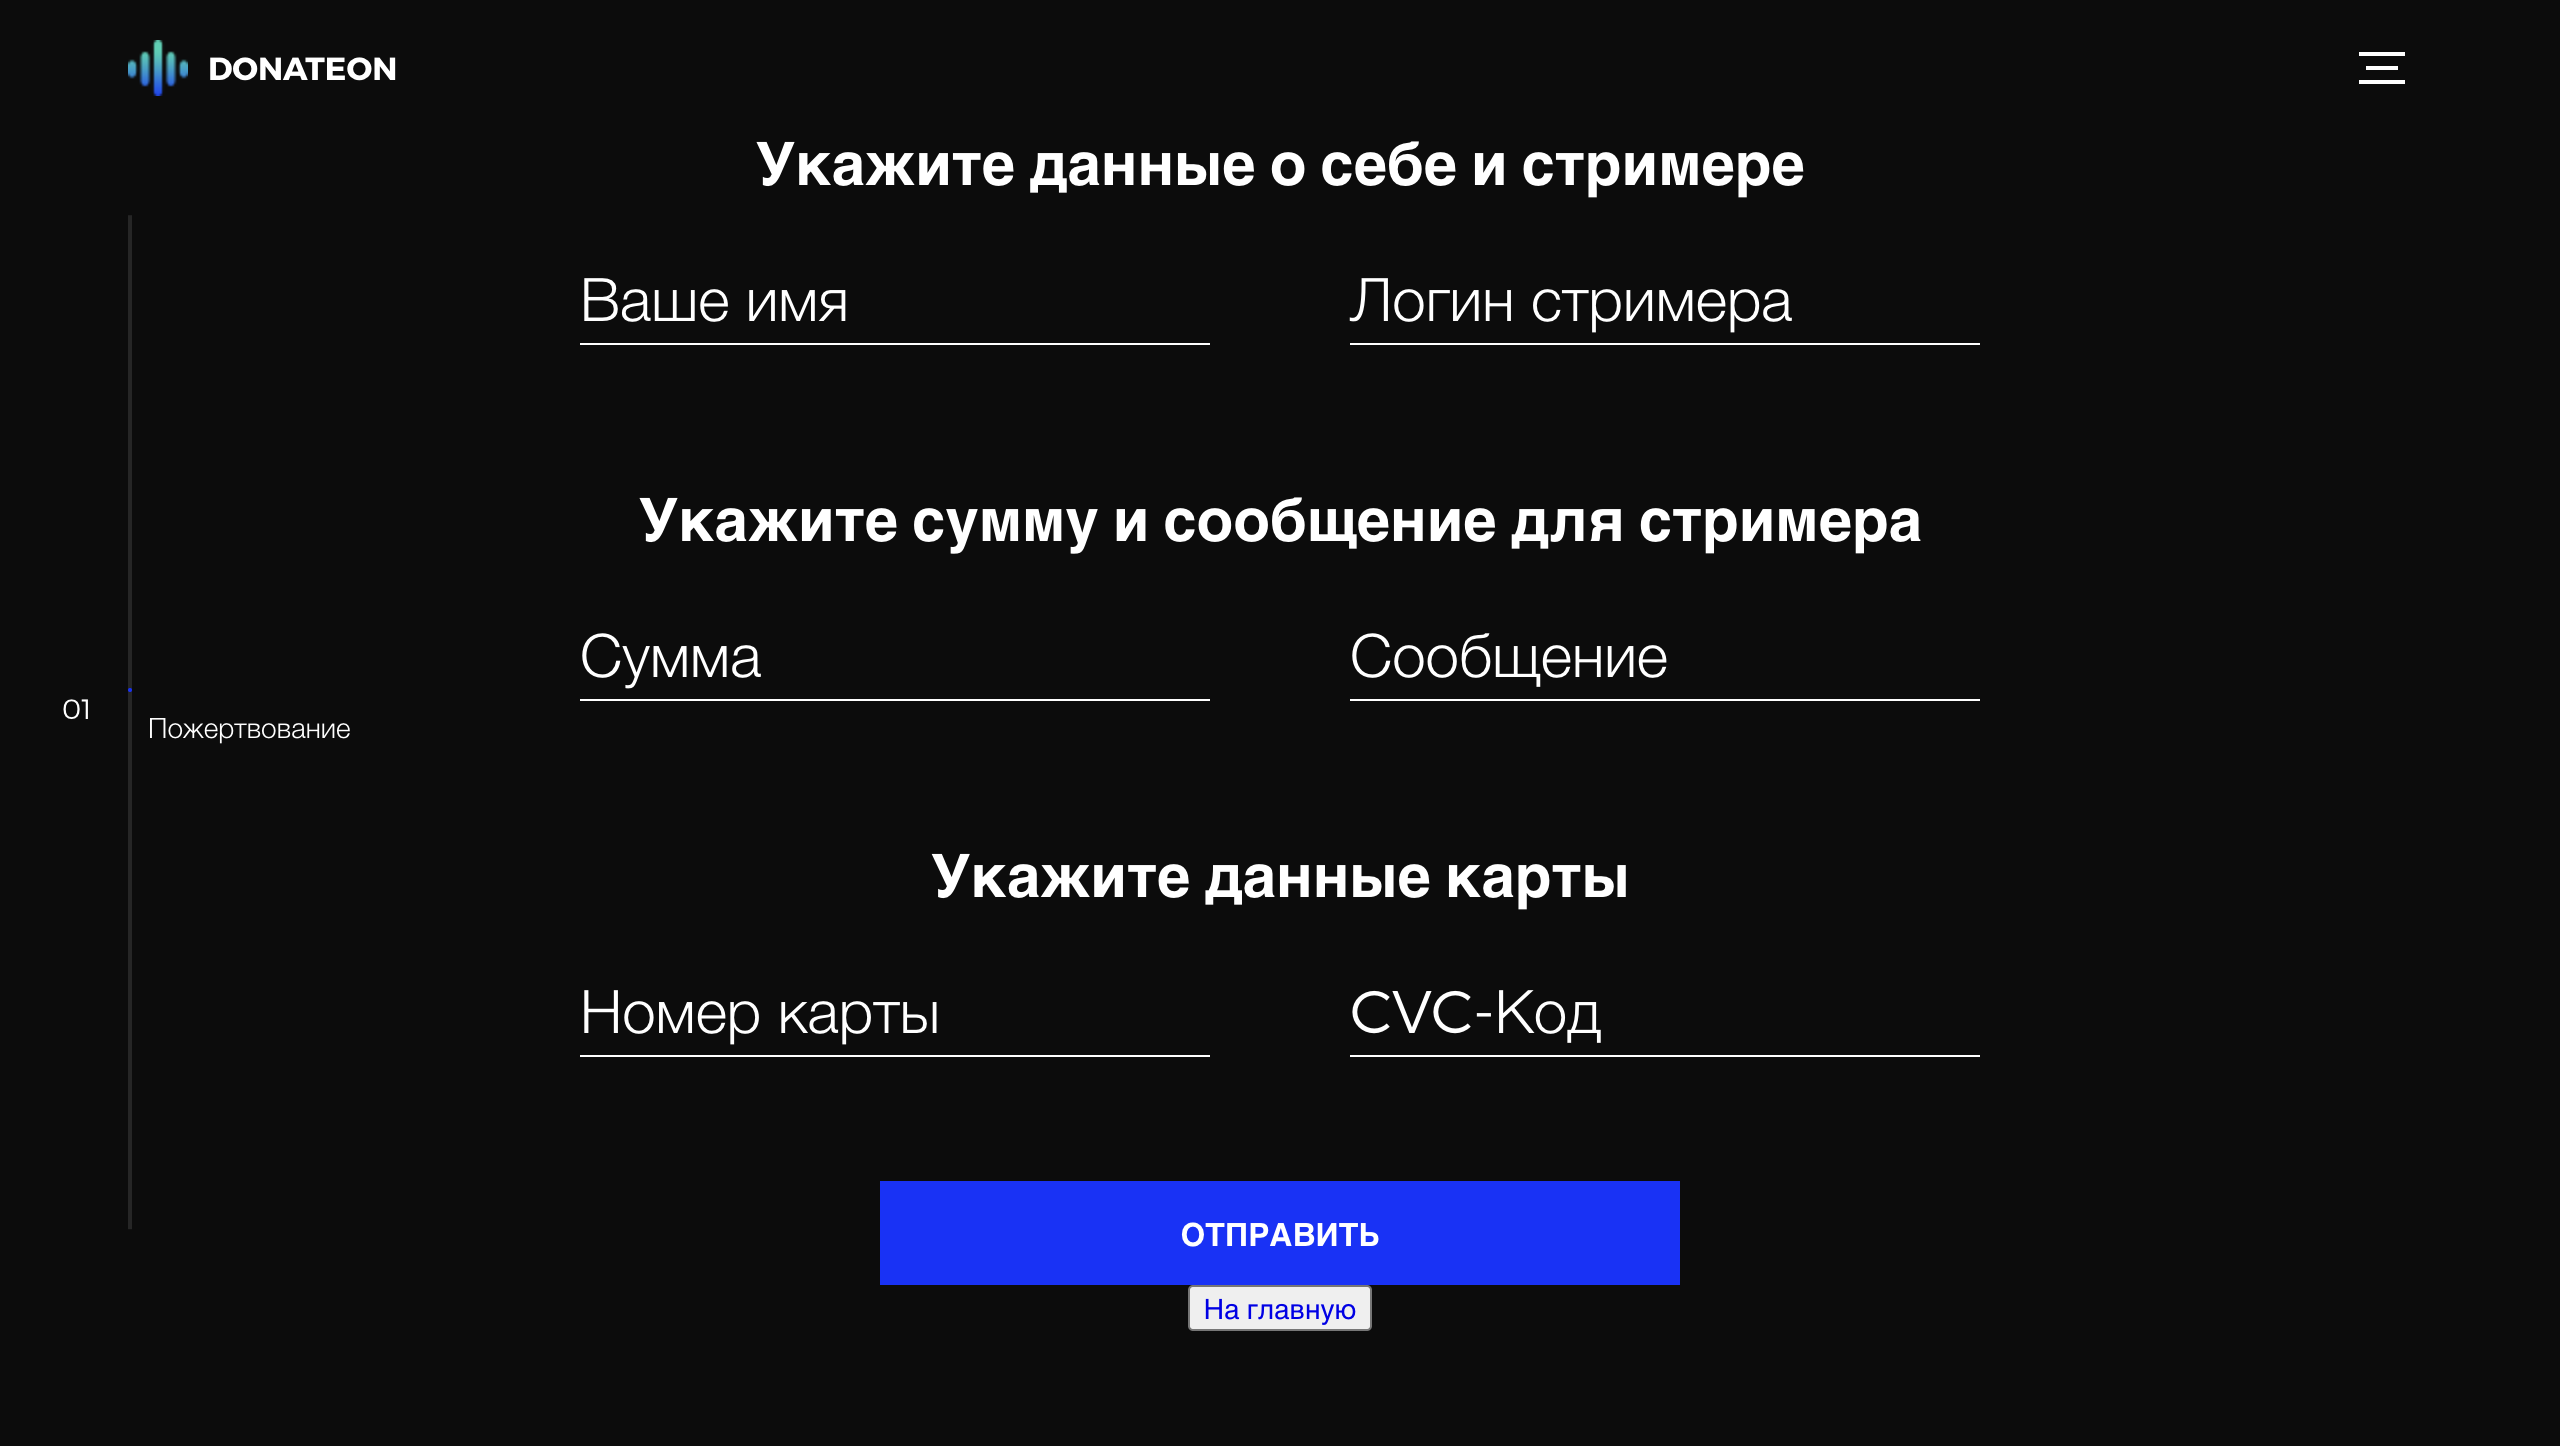 DONATEON
Укажите данные о себе и стримере
Ваше имя
Логин стримера
Укажите сумму и сообщение для стримера
Сумма
Сообщение
01
Пожертвование
Укажите данные карты
Номер карты
CVC-Код
ОТПРАВИТЬ
На главную